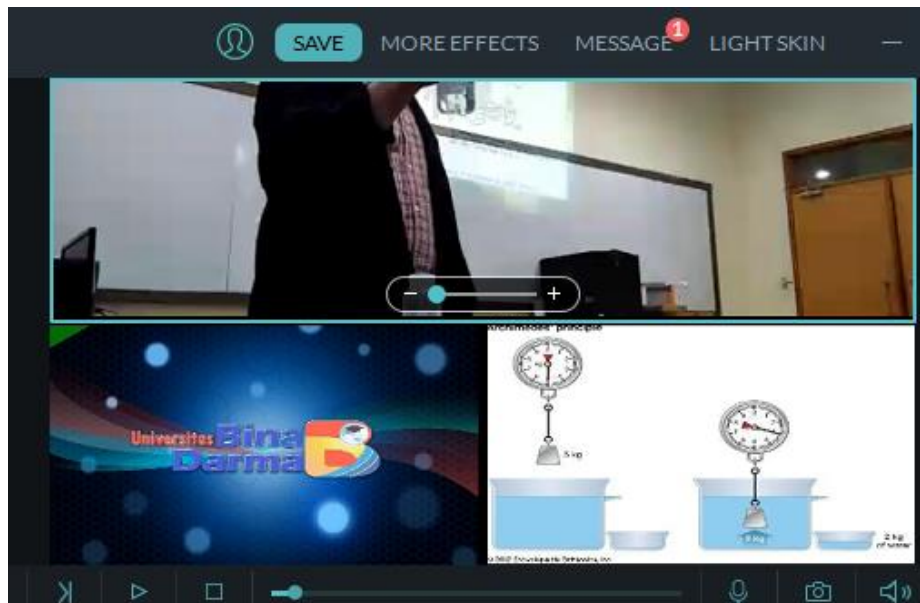 SAVE MORE EFFECTS MESSAGE 1 LIGHT SKIN
Universitas Bina
Darma
Archimedes' principle
5 kg
2 kg
of water